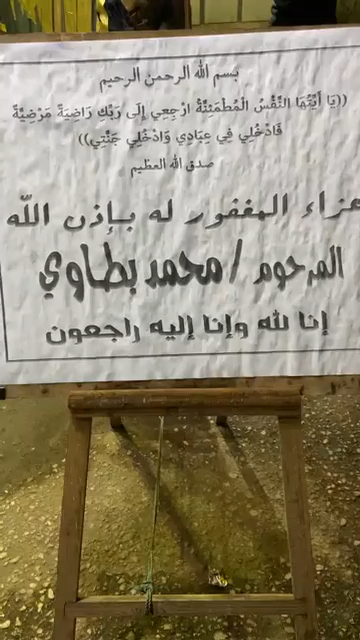 بسم الله الرحمن الرحيم
((يَا أَيَّتُهَا النَّفْسُ الْمُطْمَئِنَّةُ ارْجِعِي إِلَى رَبِّكِ رَاضِيَةً مَرْضِيَّةً
فَادْخُلِي فِي عِبَادِي وَادْخُلِي جَنَّتِي))
صدق الله العظيم
عزاء المغفور له بإذن الله
المرحوم / محمد بطاوي
إنا لله وإنا إليه راجعون